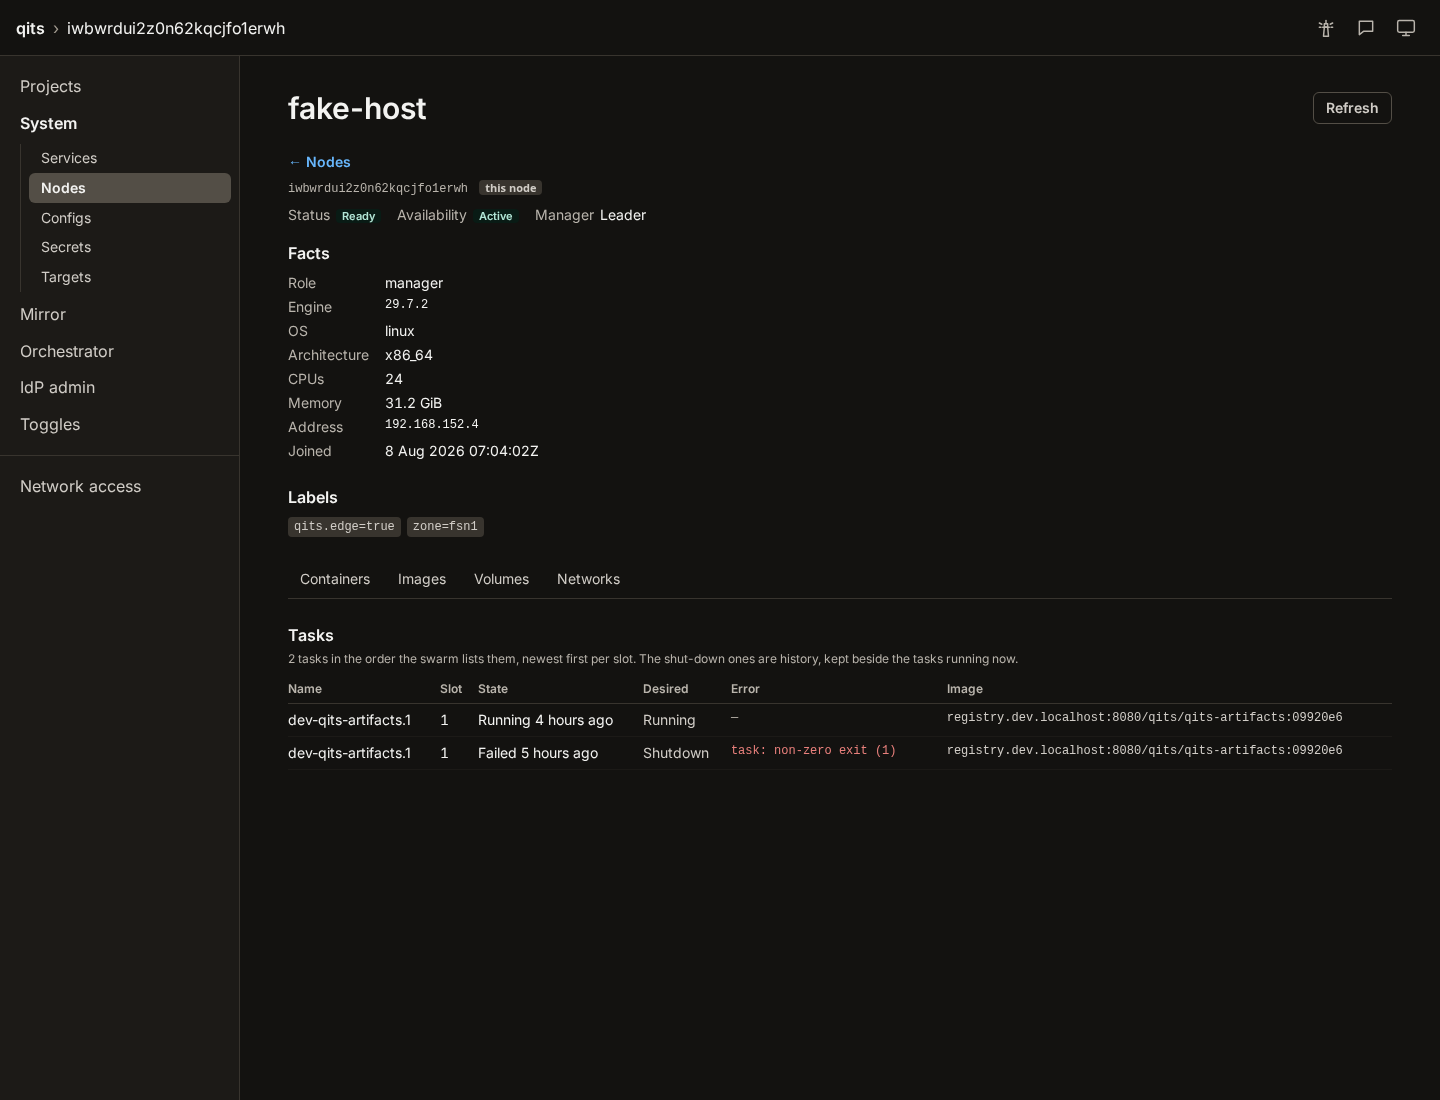 qits › iwbwrdui2z0n62kqcjfo1erwh
Projects
System
Services
Nodes
Configs
Secrets
Targets
Mirror
Orchestrator
IdP admin
Toggles
Network access
fake-host
Refresh
← Nodes
iwbwrdui2z0n62kqcjfo1erwh this node
Status Ready Availability Active Manager Leader
Facts
Role manager
Engine 29.7.2
OS linux
Architecture x86_64
CPUs 24
Memory 31.2 GiB
Address 192.168.152.4
Joined 8 Aug 2026 07:04:02Z
Labels
qits.edge=true zone=fsn1
Containers Images Volumes Networks
Tasks
2 tasks in the order the swarm lists them, newest first per slot. The shut-down ones are history, kept beside the tasks running now.
Name Slot State Desired Error Image
dev-qits-artifacts.1 1 Running 4 hours ago Running — registry.dev.localhost:8080/qits/qits-artifacts:09920e6
dev-qits-artifacts.1 1 Failed 5 hours ago Shutdown task: non-zero exit (1) registry.dev.localhost:8080/qits/qits-artifacts:09920e6